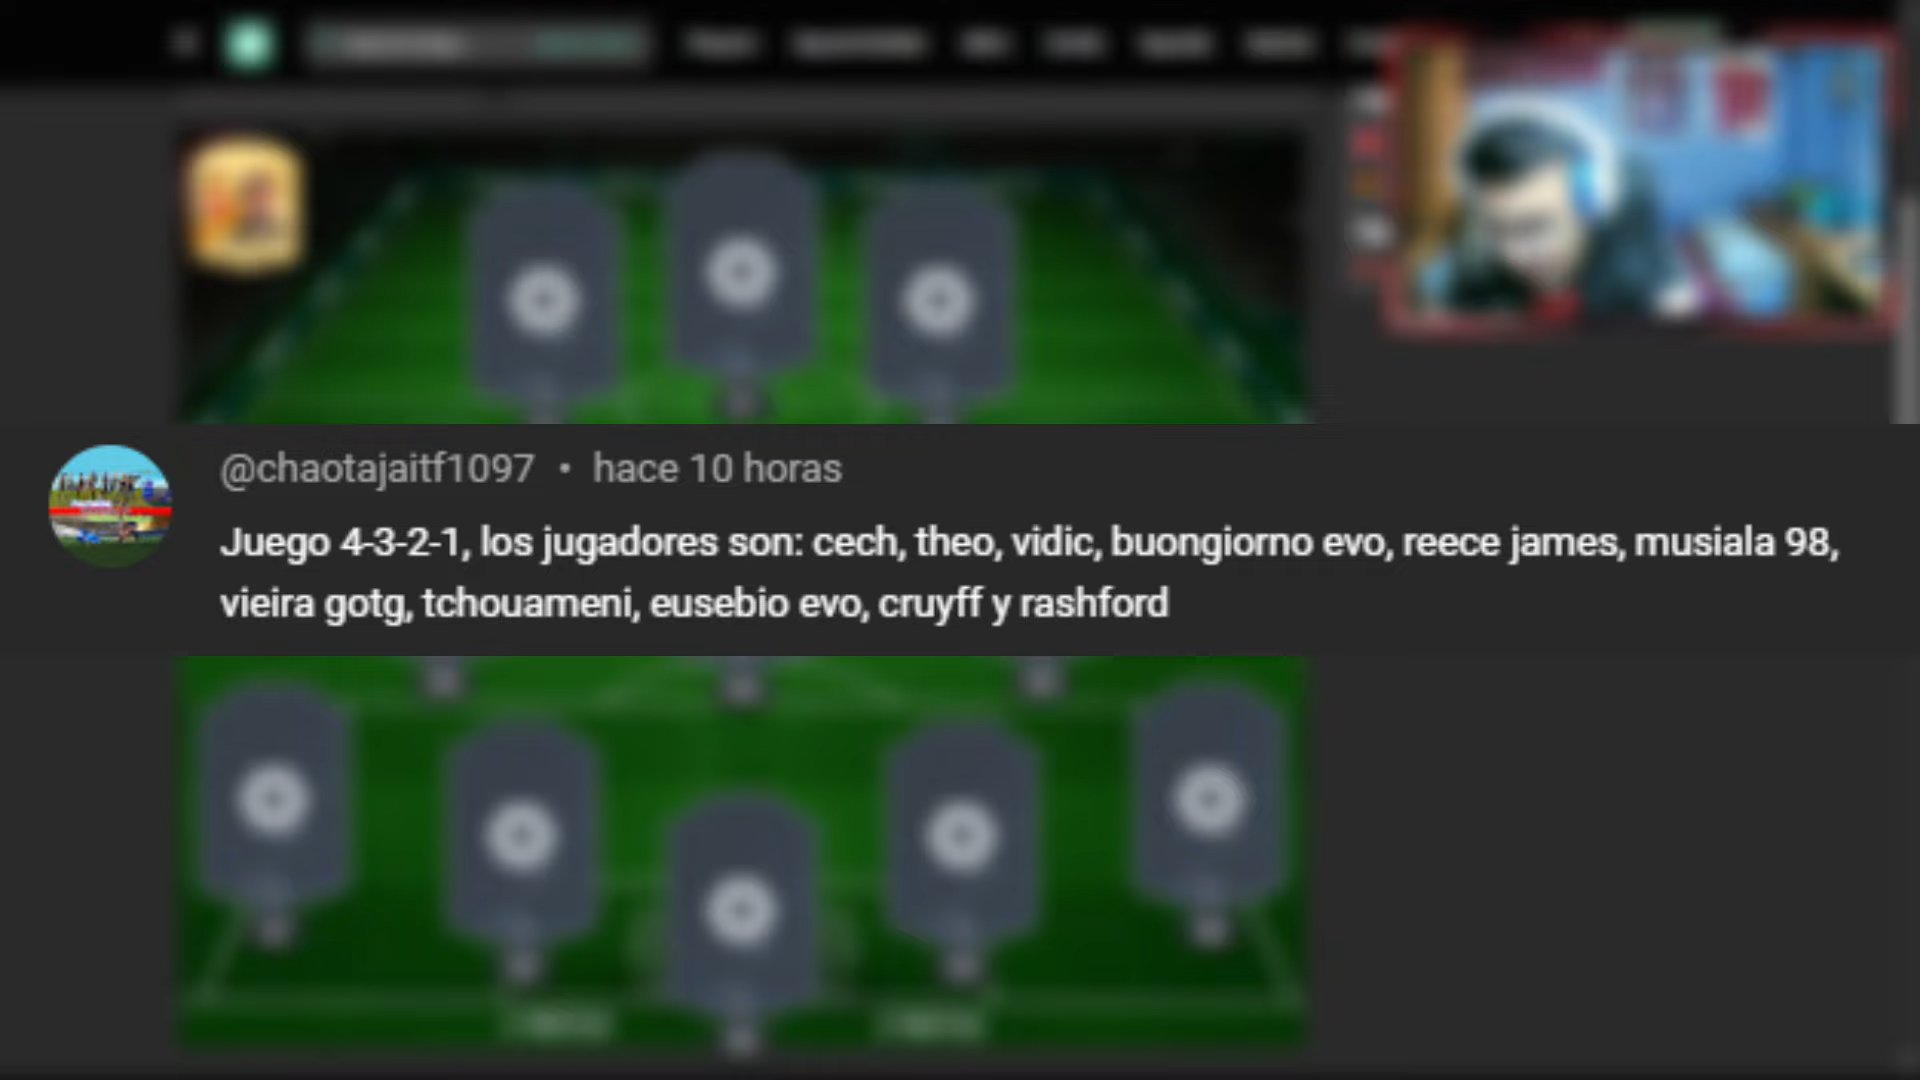 @chaotajaitf1097 • hace 10 horas
Juego 4-3-2-1, los jugadores son: cech, theo, vidic, buongiorno evo, reece james, musiala 98,
vieira gotg, tchouameni, eusebio evo, cruyff y rashford